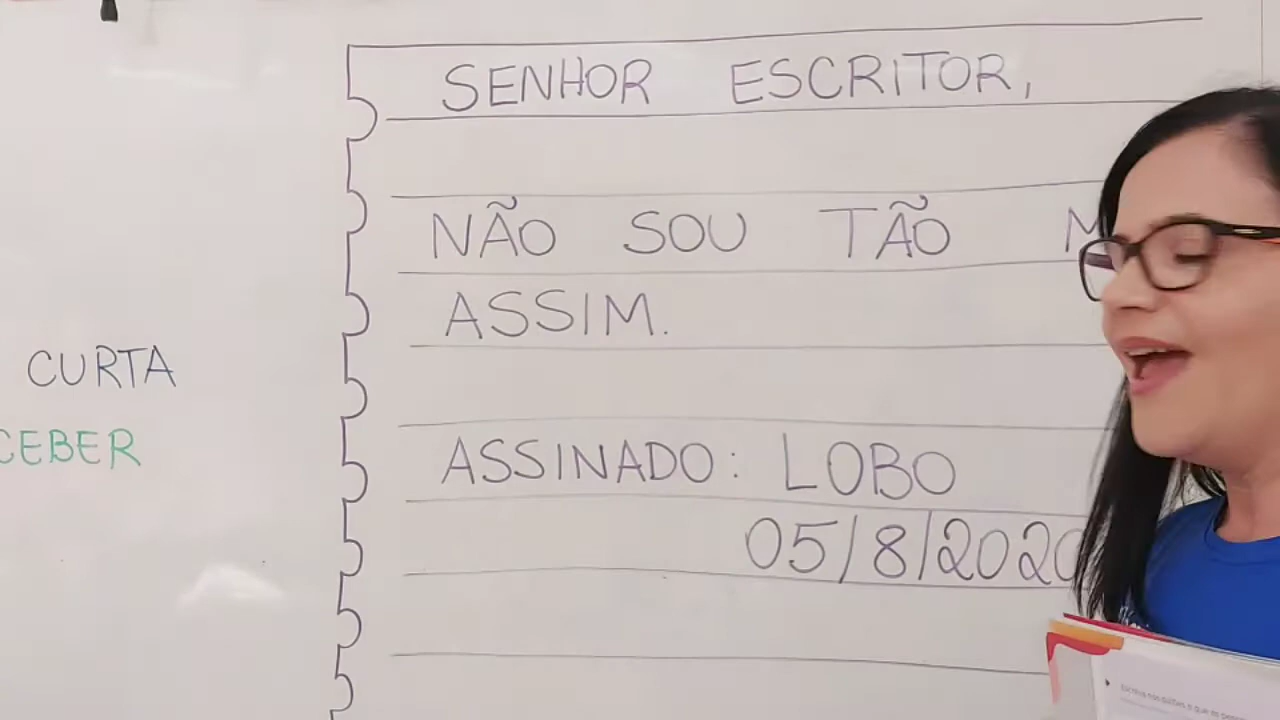 SENHOR ESCRITOR,
NÃO SOU TÃO
ASSIM.
ASSINADO: LOBO
05/8/2020
CURTA
CEBER